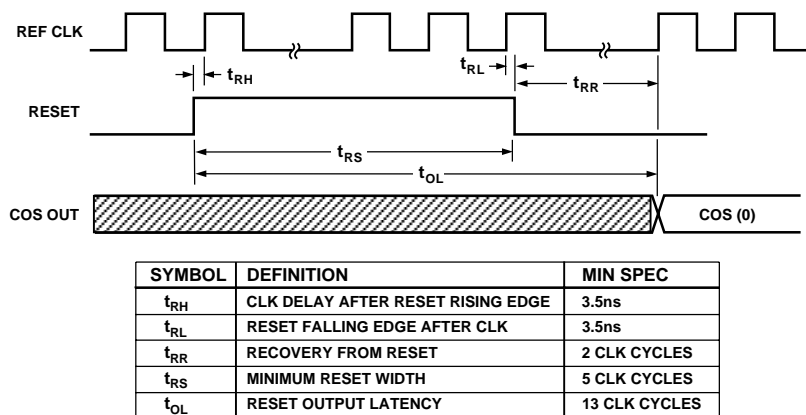 REF CLK
tRH
tRL
tRR
RESET
tRS
tOL
COS OUT
COS (0)
SYMBOL DEFINITION MIN SPEC
tRH CLK DELAY AFTER RESET RISING EDGE 3.5ns
tRL RESET FALLING EDGE AFTER CLK 3.5ns
tRR RECOVERY FROM RESET 2 CLK CYCLES
tRS MINIMUM RESET WIDTH 5 CLK CYCLES
tOL RESET OUTPUT LATENCY 13 CLK CYCLES